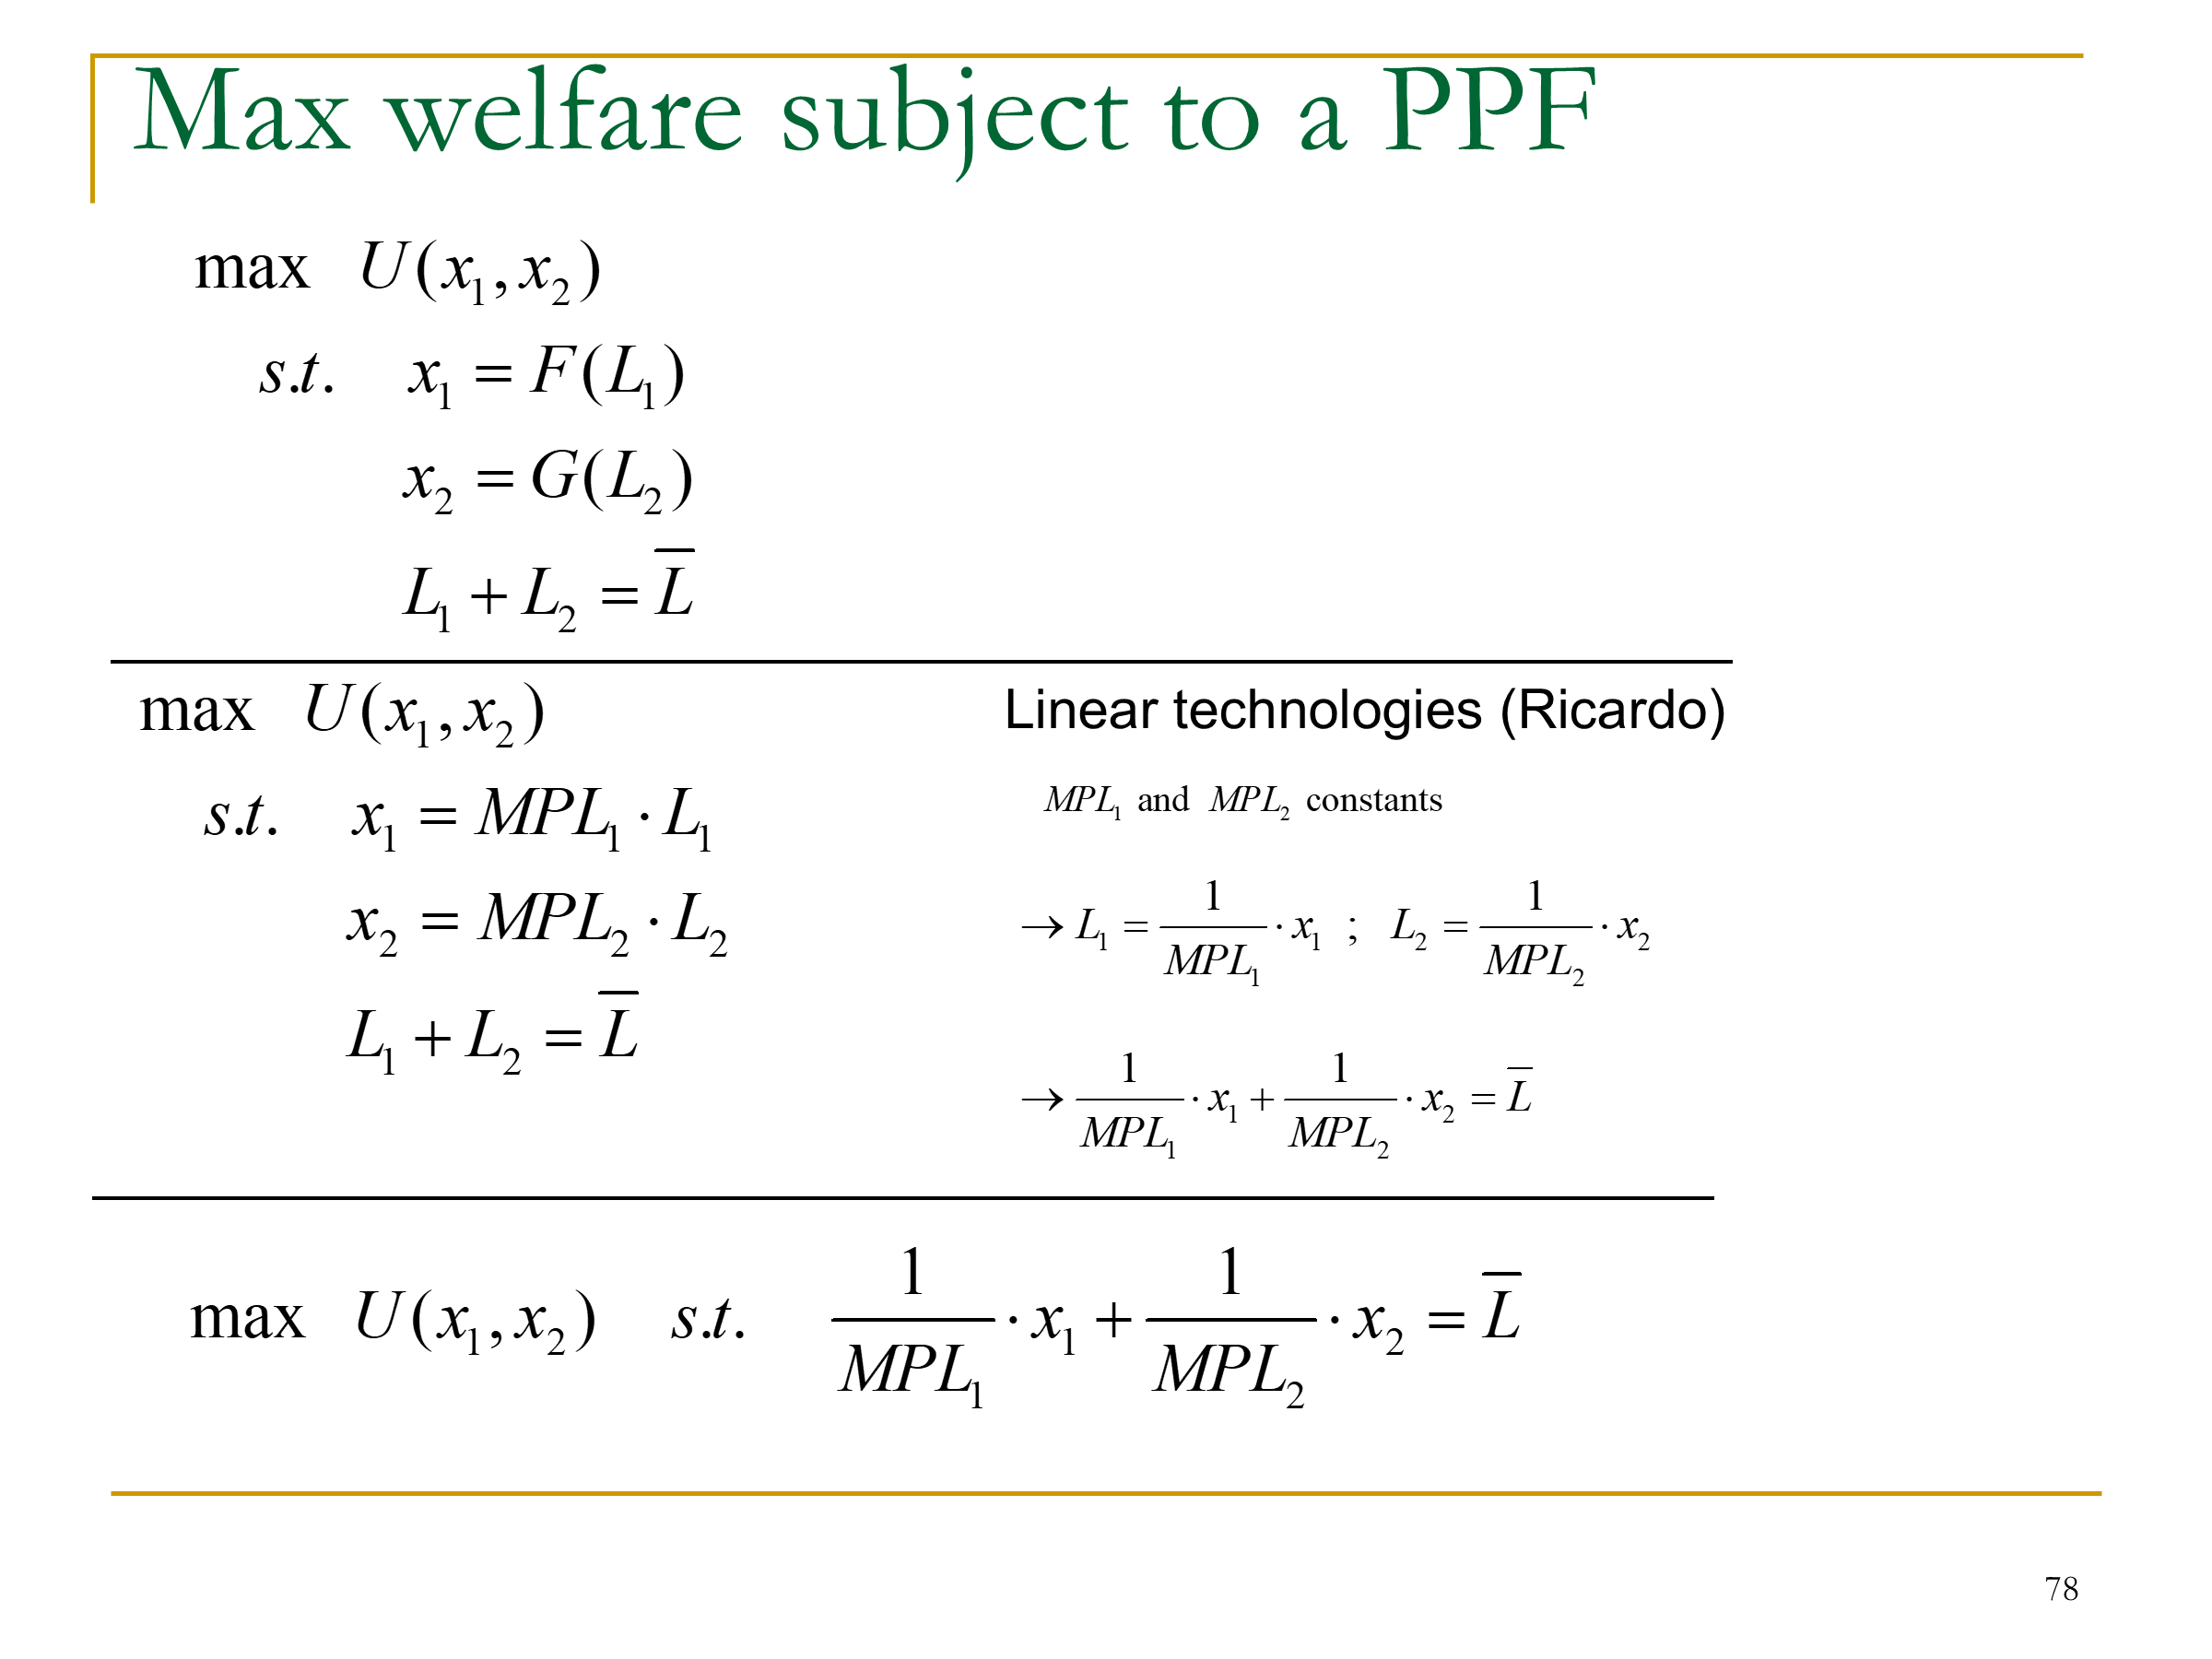 Max welfare subject to a PPF
max U(x₁, x₂)
s.t. x₁ = F(L₁)
x₂ = G(L₂)
L₁ + L₂ = L̅
max U(x₁, x₂)
s.t. x₁ = MPL₁ · L₁
x₂ = MPL₂ · L₂
L₁ + L₂ = L̅
Linear technologies (Ricardo)
MPL₁ and MPL₂ constants
→ L₁ = 1/MPL₁ · x₁ ; L₂ = 1/MPL₂ · x₂
→ 1/MPL₁ · x₁ + 1/MPL₂ · x₂ = L̅
max U(x₁, x₂) s.t. 1/MPL₁ · x₁ + 1/MPL₂ · x₂ = L̅
78